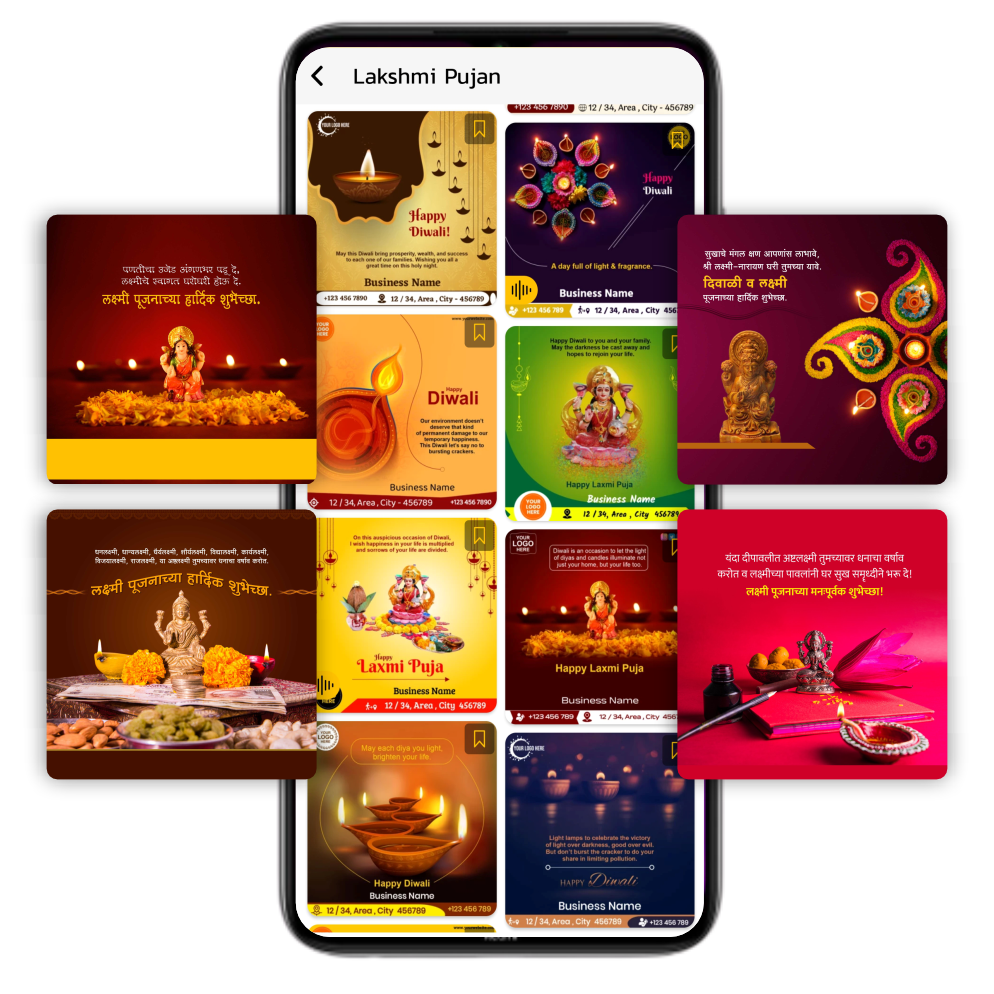 Lakshmi Pujan
+123 456 7890 12 / 34, Area , City - 456789
YOUR LOGO HERE
Happy
Diwali!
May this Diwali bring prosperity, wealth, and success
to each one of our families. Wishing you all a
great time on this holy night.
Business Name
+123 456 7890 12 / 34, Area , City - 456789
Happy
Diwali
A day full of light & fragrance.
Business Name
+123 456 789 12 / 34, Area , City 456
पणतीचा उजेड अंगणभर पडू दे,
लक्ष्मीचे स्वागत घरोघरी होऊ दे.
लक्ष्मी पूजनाच्या हार्दिक शुभेच्छा.
सुखाचे मंगल क्षण आपणांस लाभावे,
श्री लक्ष्मी-नारायण घरी तुमच्या यावे.
दिवाळी व लक्ष्मी
पूजनाच्या हार्दिक शुभेच्छ.
YOUR
LOGO
HERE
Happy
Diwali
Our environment doesn't
deserve that kind
of permanent damage to our
temporary happiness.
This Diwali let's say no to
bursting crackers.
Business Name
12 / 34, Area , City - 456789 +123 456 7890
Happy Diwali to you and your family.
May the darkness be cast away and
hopes to rejoin your life.
Happy Laxmi Puja
YOUR
LOGO
HERE
Business Name
12 / 34, Area , City 456789
धनलक्ष्मी, धान्यलक्ष्मी, धैर्यलक्ष्मी, शौर्यलक्ष्मी, विद्यालक्ष्मी, कार्यलक्ष्मी,
विजयालक्ष्मी, राजलक्ष्मी, या अष्टलक्ष्मी तुमच्यावर धनाचा वर्षाव करोत.
लक्ष्मी पूजनाच्या हार्दिक शुभेच्छा.
On this auspicious occasion of Diwali,
I wish happiness in your life is multiplied
and sorrows of your life are divided.
Happy
Laxmi Puja
Business Name
HERE
12 / 34, Area , City 456789
YOUR
LOGO
HERE
Diwali is an occasion to let the light
of diyas and candles illuminate not
just your home, but your life too.
Happy Laxmi Puja
Business Name
+123 456 789 12 / 34, Area , City 456
यंदा दीपावलीत अष्टलक्ष्मी तुमच्यावर धनाचा वर्षाव
करोत व लक्ष्मीच्या पावलांनी घर सुख समृध्दीने भरू दे!
लक्ष्मी पूजनाच्या मनःपूर्वक शुभेच्छा!
YOUR
LOGO
HERE
May each diya you light,
brighten your life.
Happy Diwali
Business Name
12 / 34, Area , City 456789 +123 456 789
YOUR LOGO HERE
Light lamps to celebrate the victory
of light over darkness, good over evil.
But don't burst the cracker to do your
share in limiting pollution.
HAPPY Diwali
Business Name
12 / 34, Area , City 456789 +123 456 789